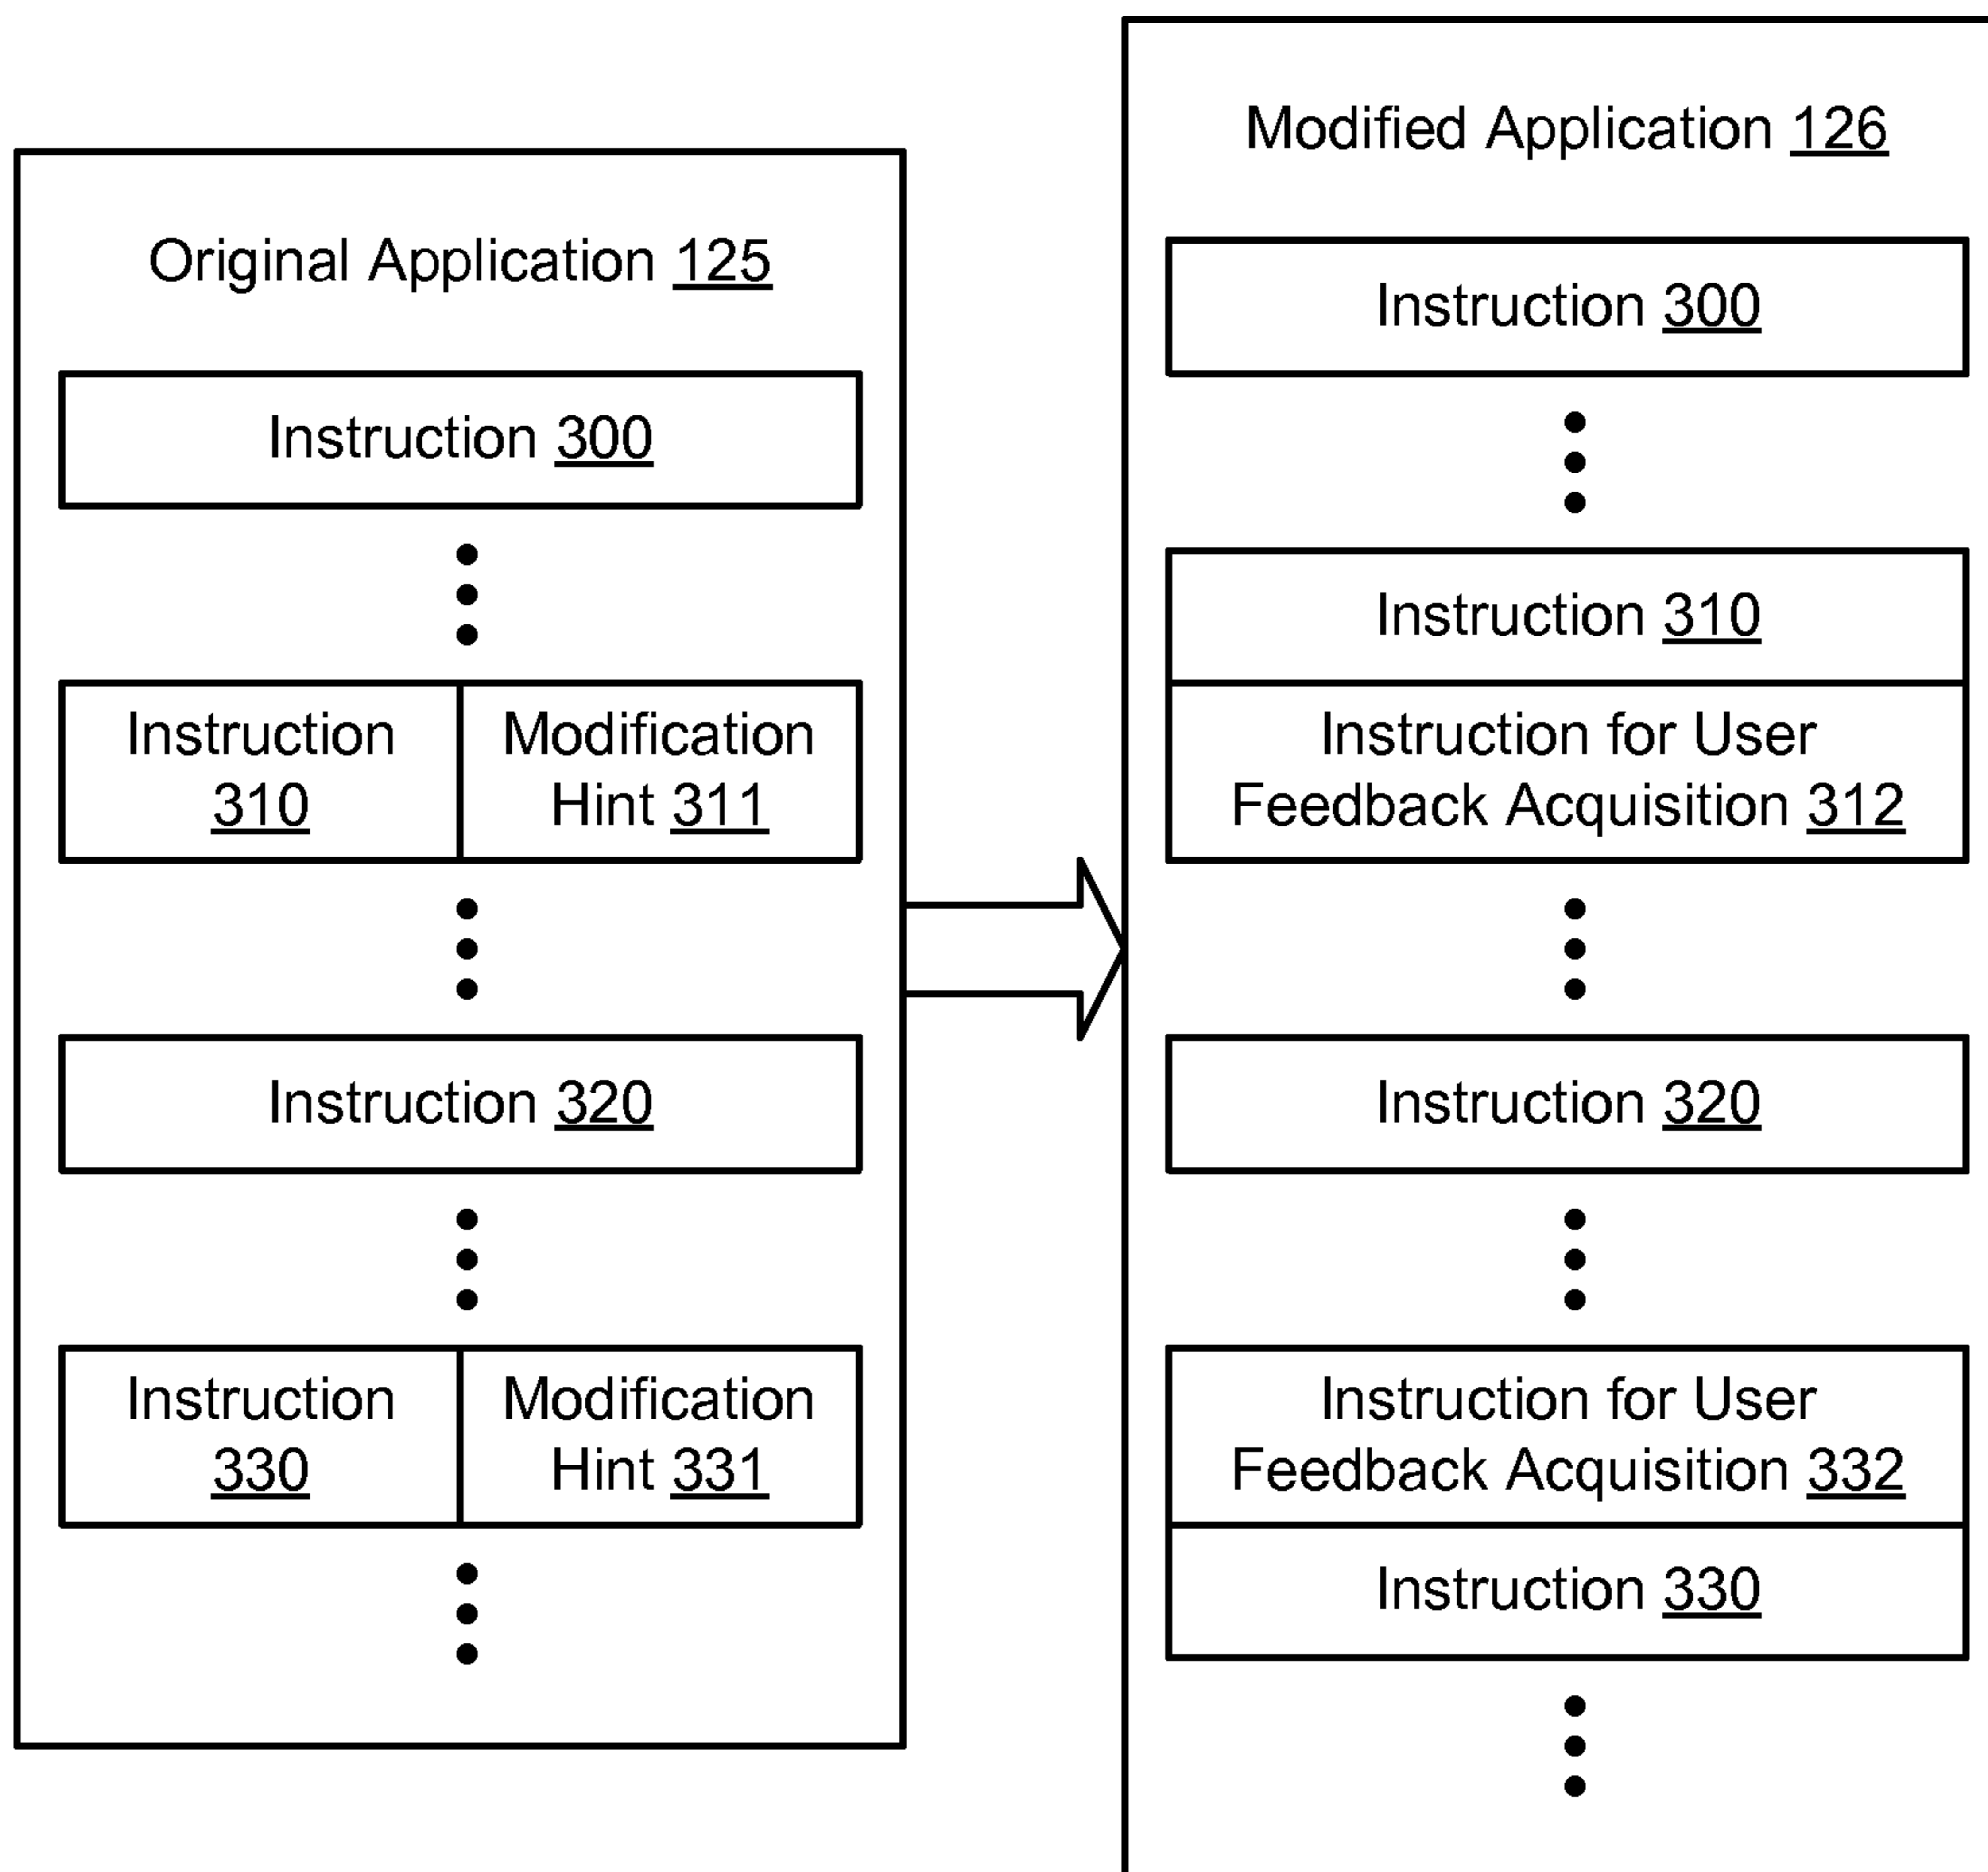 Original Application 125
Instruction 300
Instruction
310
Modification
Hint 311
Instruction 320
Instruction
330
Modification
Hint 331
Modified Application 126
Instruction 300
Instruction 310
Instruction for User
Feedback Acquisition 312
Instruction 320
Instruction for User
Feedback Acquisition 332
Instruction 330